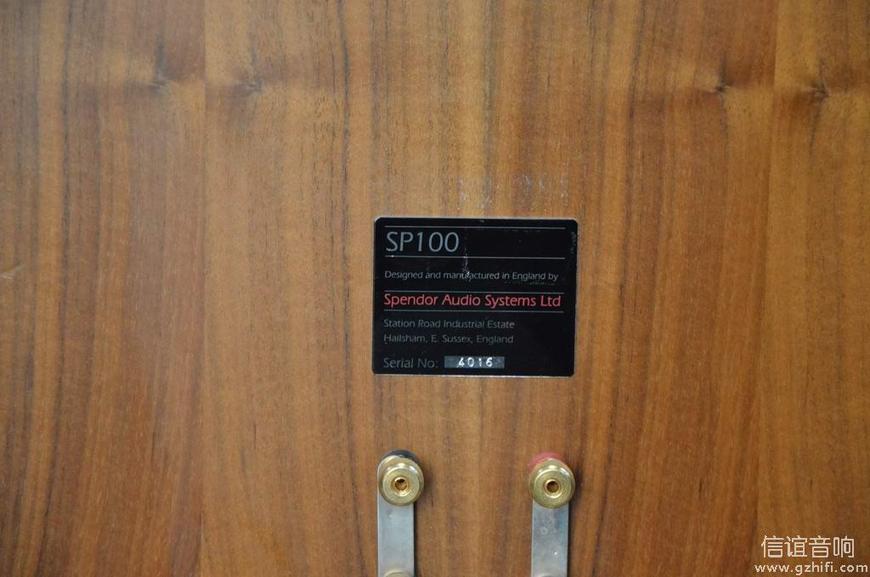 SP100
Designed and manufactured in England by
Spendor Audio Systems Ltd
Station Road Industrial Estate
Hailsham, E. Sussex, England
Serial No: 4016
信谊音响
www.gzhifi.com